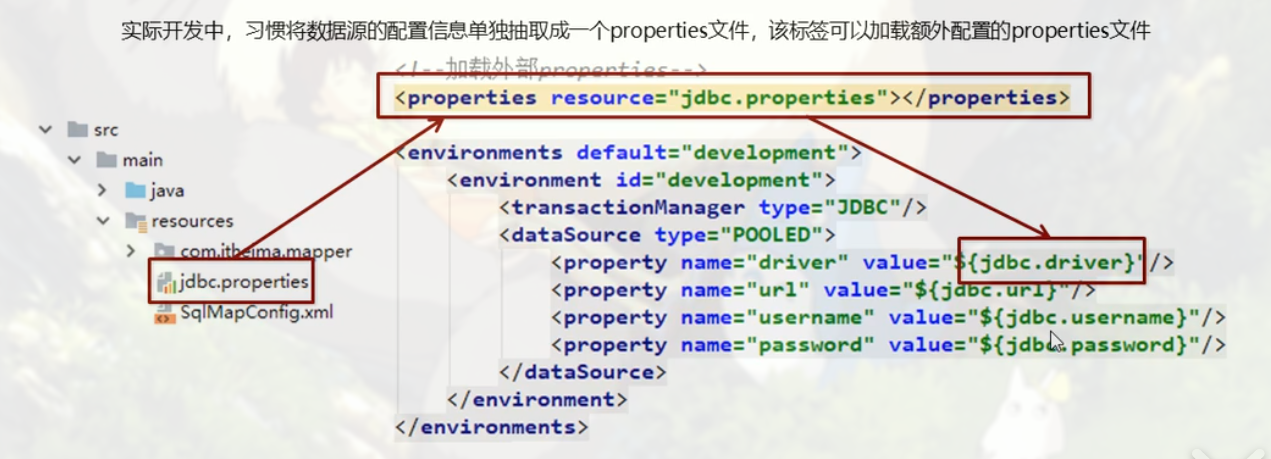 实际开发中，习惯将数据源的配置信息单独抽取成一个properties文件，该标签可以加载额外配置的properties文件
<!--加载外部properties-->
<properties resource="jdbc.properties"></properties>
src
main
java
resources
com.itheima.mapper
jdbc.properties
SqlMapConfig.xml
<environments default="development">
<environment id="development">
<transactionManager type="JDBC"/>
<dataSource type="POOLED">
<property name="driver" value="${jdbc.driver}"/>
<property name="url" value="${jdbc.url}"/>
<property name="username" value="${jdbc.username}"/>
<property name="password" value="${jdbc.password}"/>
</dataSource>
</environment>
</environments>